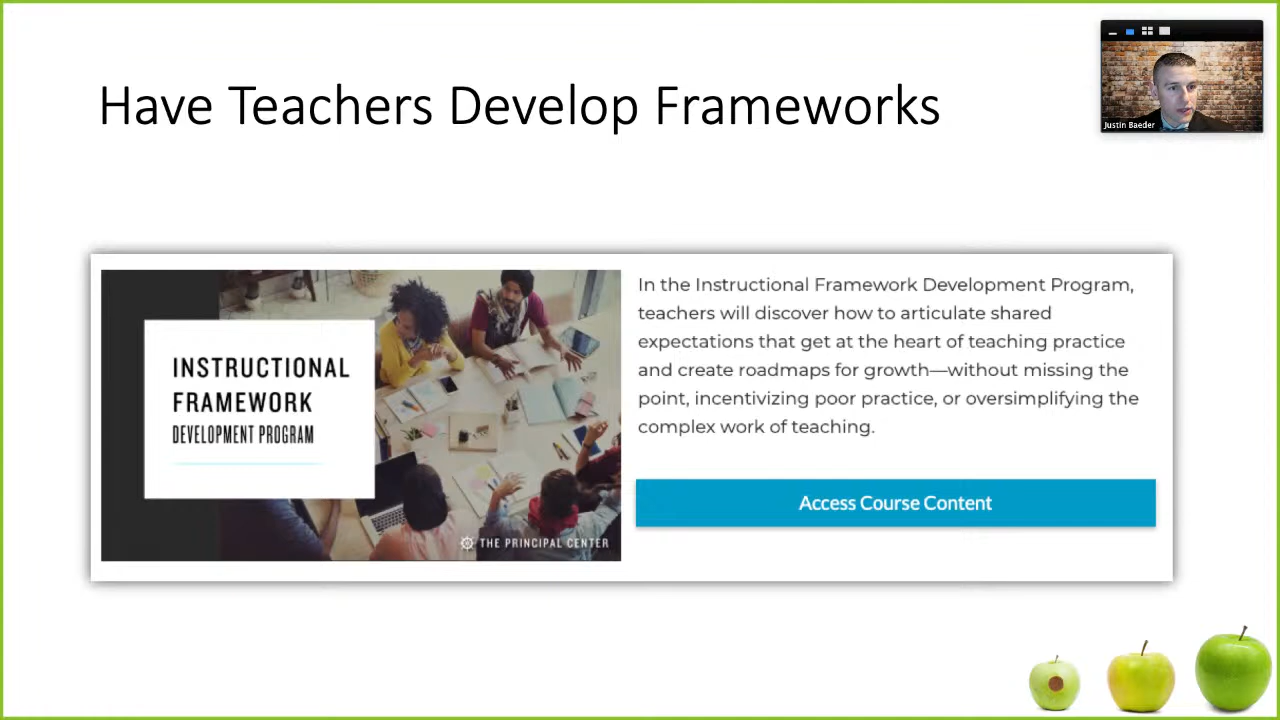 Have Teachers Develop Frameworks
Justin Baeder
INSTRUCTIONAL
FRAMEWORK
DEVELOPMENT PROGRAM
THE PRINCIPAL CENTER
In the Instructional Framework Development Program,
teachers will discover how to articulate shared
expectations that get at the heart of teaching practice
and create roadmaps for growth—without missing the
point, incentivizing poor practice, or oversimplifying the
complex work of teaching.
Access Course Content